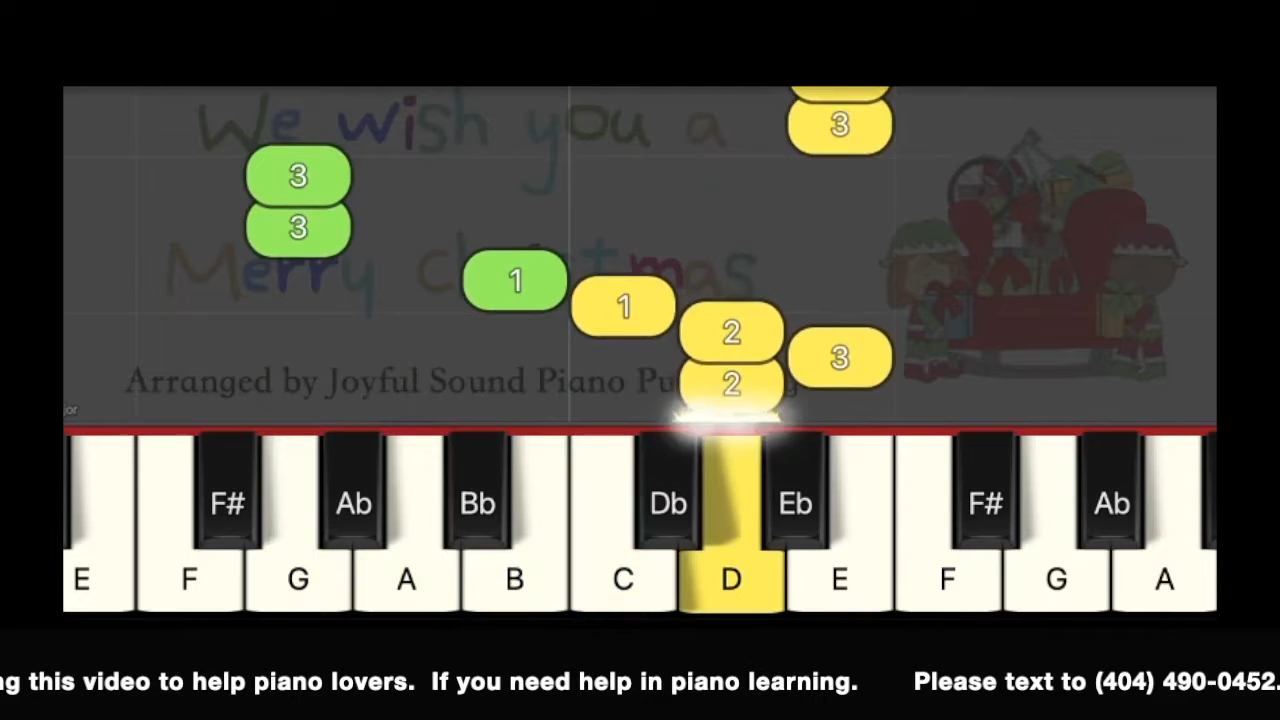 We wish you a
3
3
3
Merry christmas
1
1
2
3
Arranged by Joyful Sound Piano Pu
2
jor
F# Ab Bb Db Eb F# Ab
E F G A B C D E F G A
ng this video to help piano lovers. If you need help in piano learning. Please text to (404) 490-0452.